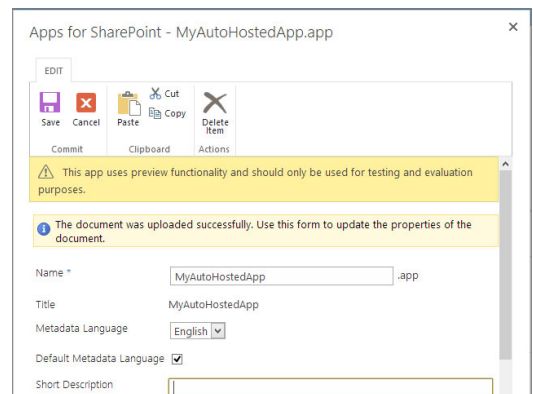 Apps for SharePoint - MyAutoHostedApp.app
EDIT
Save Cancel Paste Cut Copy Delete Item
Commit Clipboard Actions
This app uses preview functionality and should only be used for testing and evaluation
purposes.
The document was uploaded successfully. Use this form to update the properties of the
document.
Name * MyAutoHostedApp .app
Title MyAutoHostedApp
Metadata Language English
Default Metadata Language
Short Description